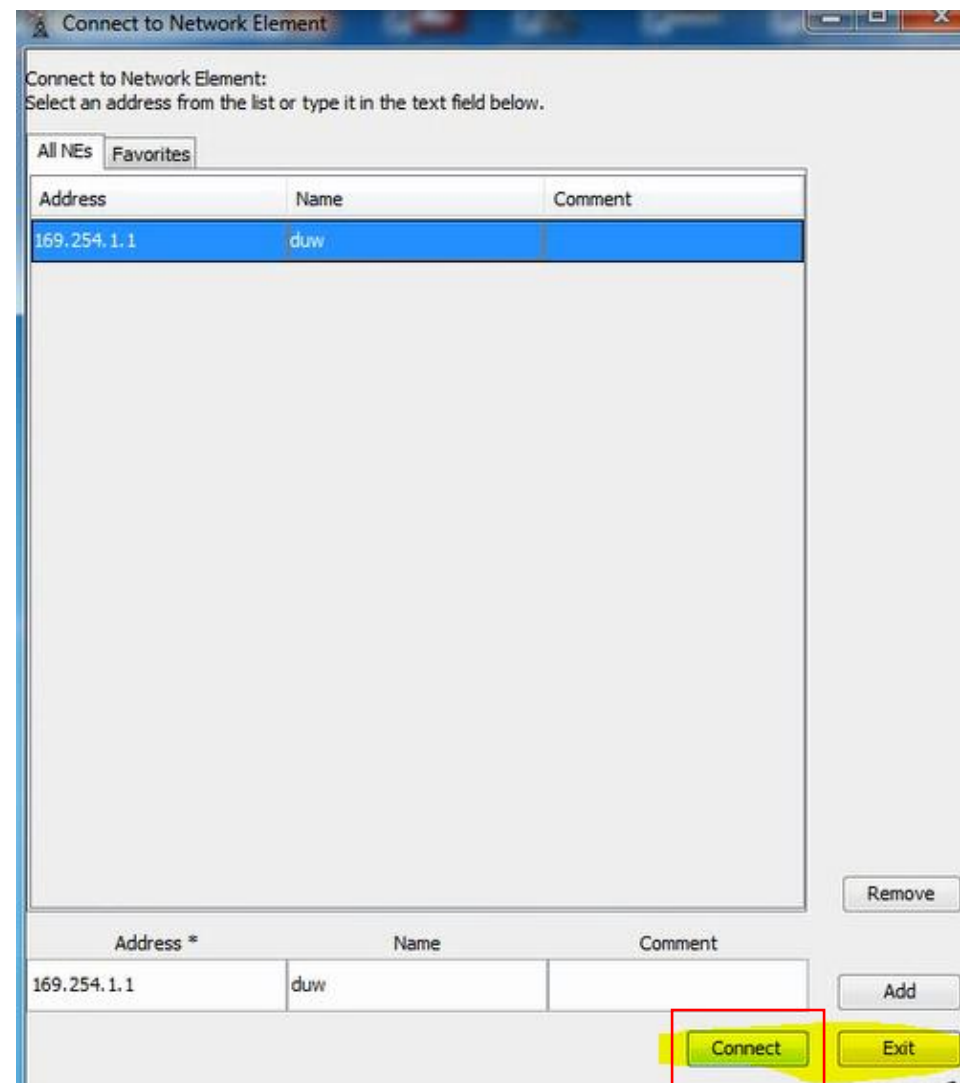 Connect to Network Element
Connect to Network Element:
Select an address from the list or type it in the text field below.
All NEs Favorites
Address Name Comment
169.254.1.1 duw
Remove
Address * Name Comment
169.254.1.1 duw
Add
Connect Exit